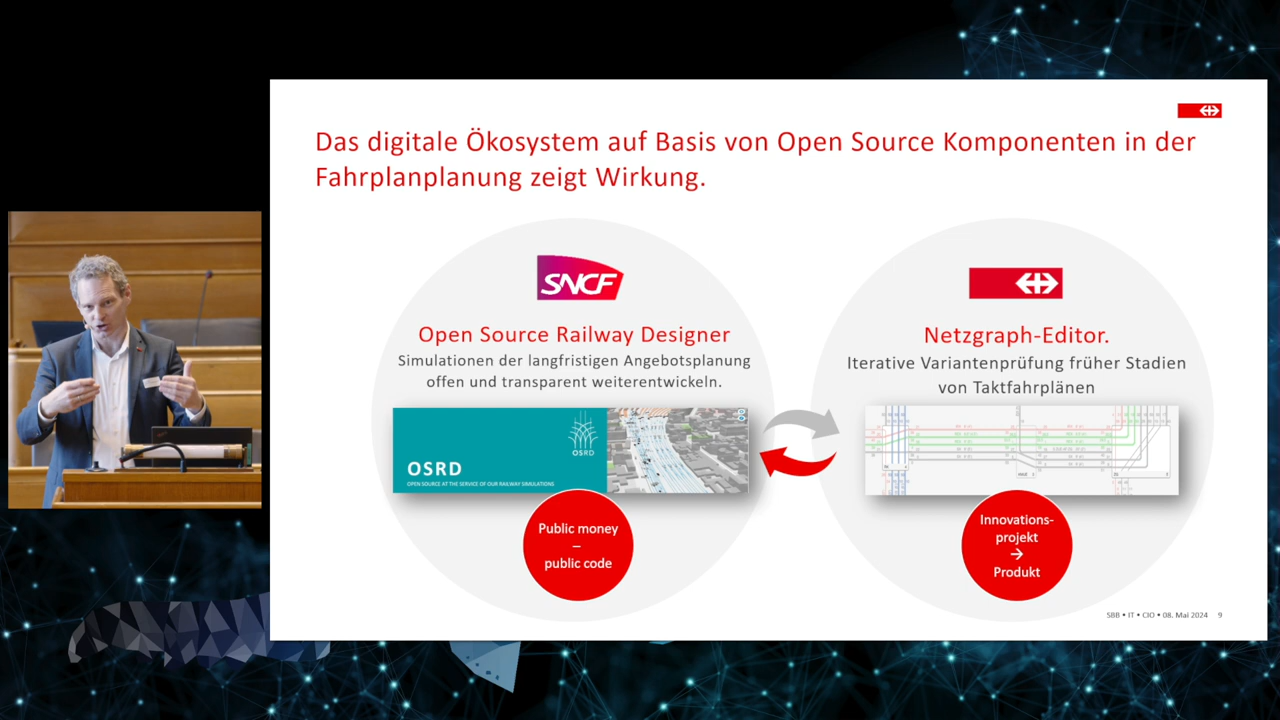 Das digitale Ökosystem auf Basis von Open Source Komponenten in der
Fahrplanplanung zeigt Wirkung.
SNCF
Open Source Railway Designer
Simulationen der langfristigen Angebotsplanung
offen und transparent weiterentwickeln.
OSRD
OSRD
OPEN SOURCE AT THE SERVICE OF OUR RAILWAY SIMULATIONS
Public money
–
public code
Netzgraph-Editor.
Iterative Variantenprüfung früher Stadien
von Taktfahrplänen
Innovations-
projekt
→
Produkt
SBB • IT • CIO • 08. Mai 2024 9